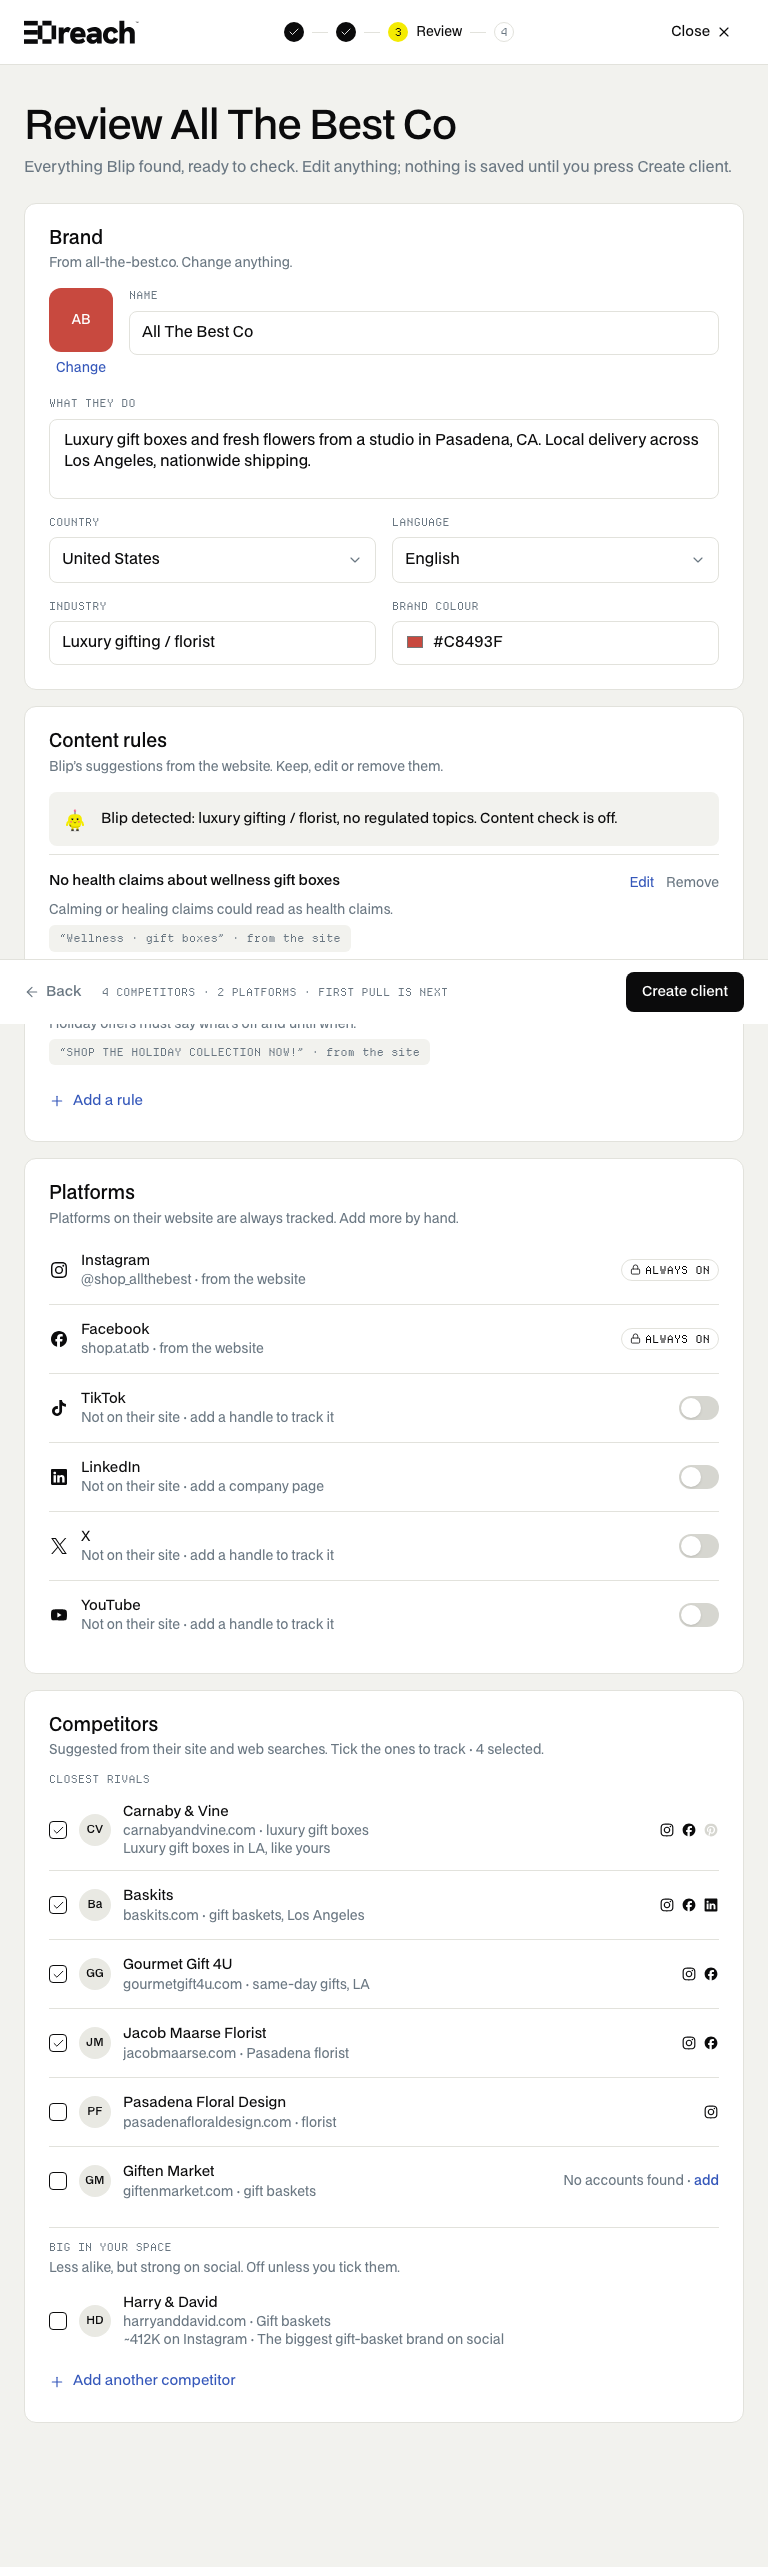 reach
3 Review
4
Close
Review All The Best Co
Everything Blip found, ready to check. Edit anything; nothing is saved until you press Create client.
Brand
From all-the-best.co. Change anything.
AB
Change
NAME
All The Best Co
WHAT THEY DO
Luxury gift boxes and fresh flowers from a studio in Pasadena, CA. Local delivery across
Los Angeles, nationwide shipping.
COUNTRY
United States
LANGUAGE
English
INDUSTRY
Luxury gifting / florist
BRAND COLOUR
#C8493F
Content rules
Blip's suggestions from the website. Keep, edit or remove them.
Blip detected: luxury gifting / florist, no regulated topics. Content check is off.
No health claims about wellness gift boxes
Edit Remove
Calming or healing claims could read as health claims.
“Wellness · gift boxes” · from the site
Back
4 COMPETITORS · 2 PLATFORMS · FIRST PULL IS NEXT
Create client
Holiday offers must say what's off and until when.
“SHOP THE HOLIDAY COLLECTION NOW!” · from the site
+ Add a rule
Platforms
Platforms on their website are always tracked. Add more by hand.
Instagram
@shop_allthebest · from the website
ALWAYS ON
Facebook
shop.at.atb · from the website
ALWAYS ON
TikTok
Not on their site · add a handle to track it
LinkedIn
Not on their site · add a company page
X
Not on their site · add a handle to track it
YouTube
Not on their site · add a handle to track it
Competitors
Suggested from their site and web searches. Tick the ones to track · 4 selected.
CLOSEST RIVALS
CV
Carnaby & Vine
carnabyandvine.com · luxury gift boxes
Luxury gift boxes in LA, like yours
Ba
Baskits
baskits.com · gift baskets, Los Angeles
GG
Gourmet Gift 4U
gourmetgift4u.com · same-day gifts, LA
JM
Jacob Maarse Florist
jacobmaarse.com · Pasadena florist
PF
Pasadena Floral Design
pasadenafloraldesign.com · florist
GM
Giften Market
giftenmarket.com · gift baskets
No accounts found · add
BIG IN YOUR SPACE
Less alike, but strong on social. Off unless you tick them.
HD
Harry & David
harryanddavid.com · Gift baskets
~412K on Instagram · The biggest gift-basket brand on social
+ Add another competitor